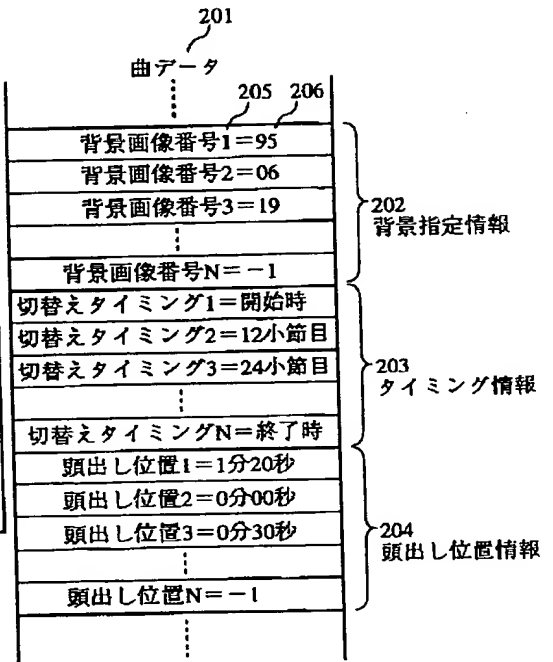 201
曲データ
205 206
背景画像番号1=95
背景画像番号2=06
背景画像番号3=19
背景画像番号N=-1
202
背景指定情報
切替えタイミング1=開始時
切替えタイミング2=12小節目
切替えタイミング3=24小節目
切替えタイミングN=終了時
203
タイミング情報
頭出し位置1=1分20秒
頭出し位置2=0分00秒
頭出し位置3=0分30秒
頭出し位置N=-1
204
頭出し位置情報